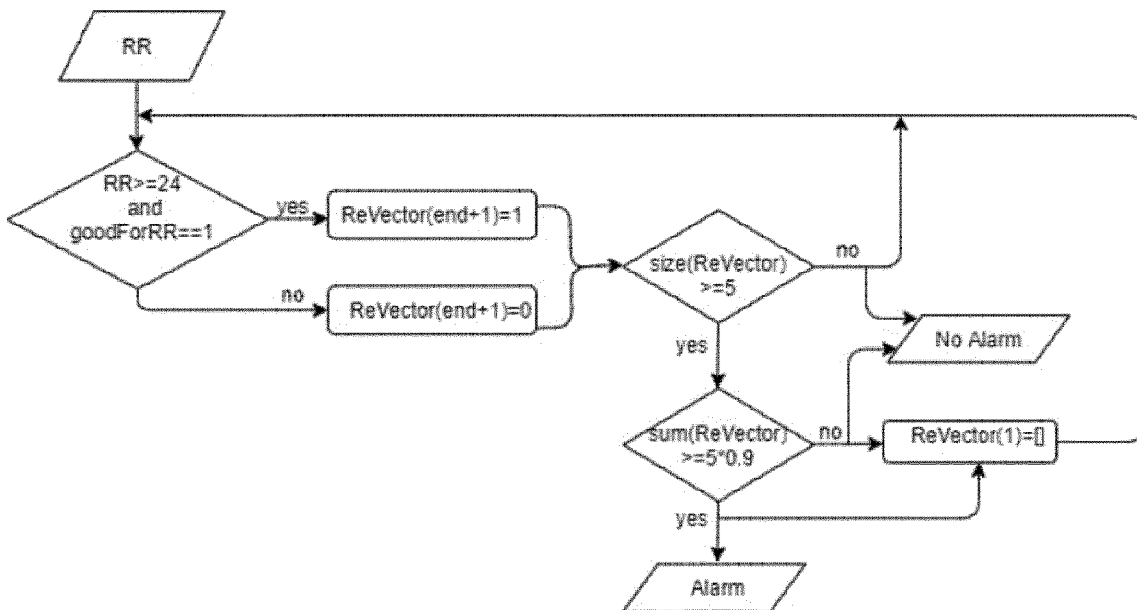 RR
RR>=24
and
goodForRR==1
yes
ReVector(end+1)=1
no
ReVector(end+1)=0
size(ReVector)
>=5
no
yes
No Alarm
sum(ReVector)
>=5*0.9
no
ReVector(1)=[]
yes
Alarm